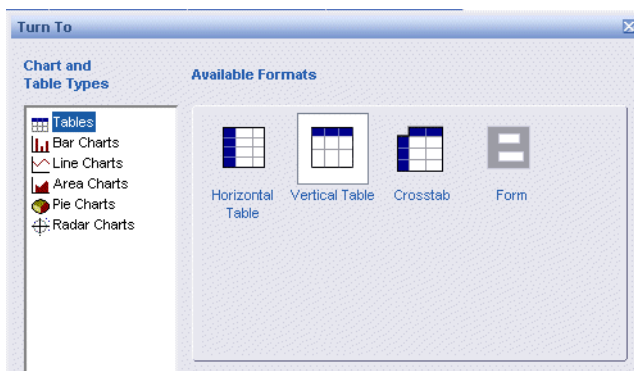 Turn To
Chart and
Table Types
Available Formats
Tables
Bar Charts
Line Charts
Area Charts
Pie Charts
Radar Charts
Horizontal
Table
Vertical Table
Crosstab
Form